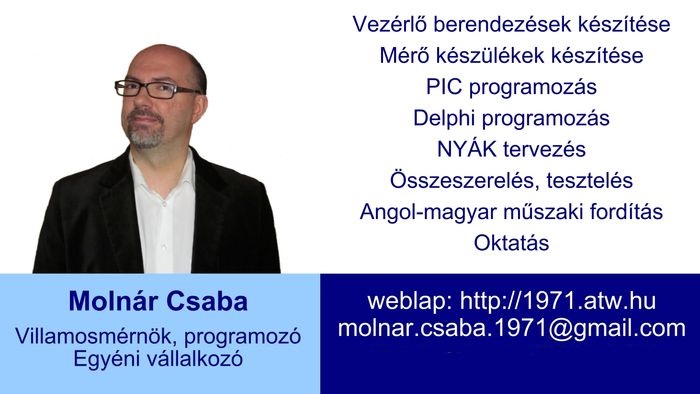 Vezérlő berendezések készítése
Mérő készülékek készítése
PIC programozás
Delphi programozás
NYÁK tervezés
Összeszerelés, tesztelés
Angol-magyar műszaki fordítás
Oktatás
Molnár Csaba
Villamosmérnök, programozó
Egyéni vállalkozó
weblap: http://1971.atw.hu
molnar.csaba.1971@gmail.com